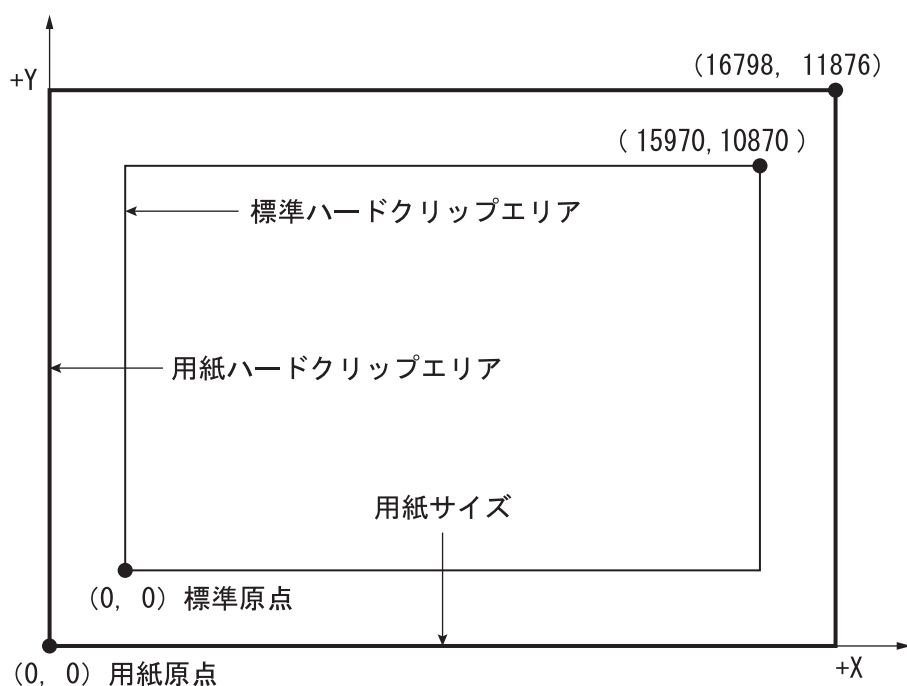 (16798, 11876)
+Y
( 15970, 10870 )
標準ハードクリップエリア
用紙ハードクリップエリア
用紙サイズ
(0, 0) 標準原点
+X
(0, 0) 用紙原点